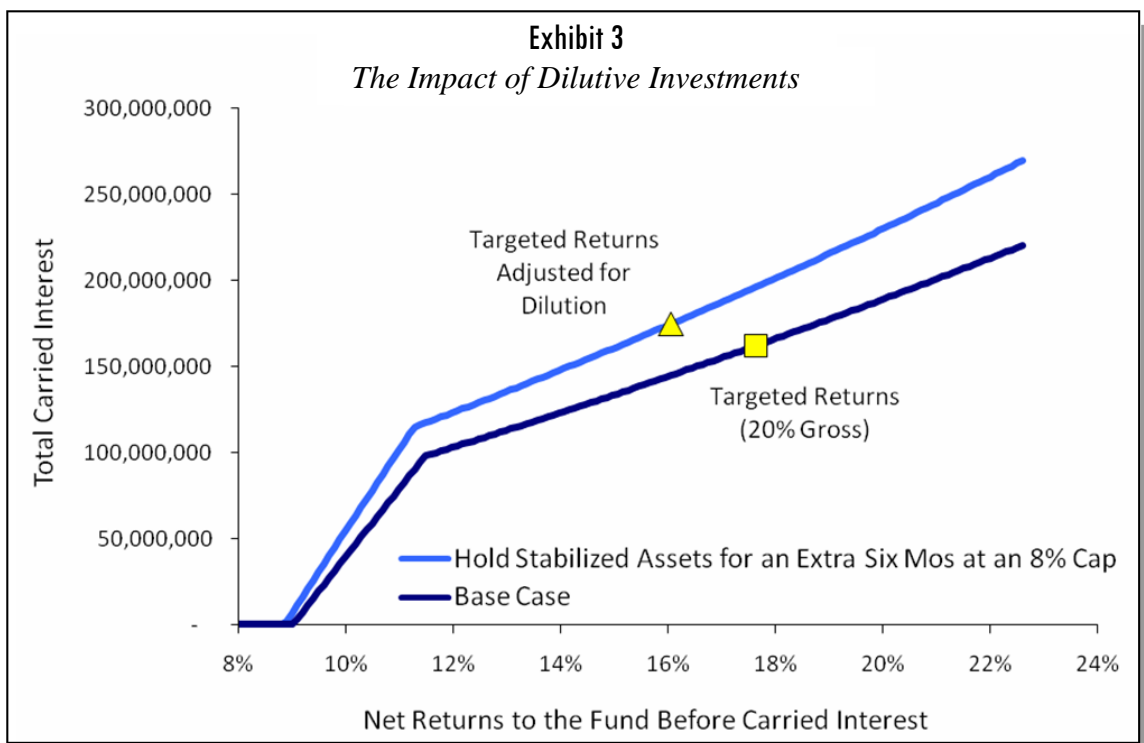 Exhibit 3
The Impact of Dilutive Investments
300,000,000
250,000,000
200,000,000
150,000,000
100,000,000
50,000,000
-
Total Carried Interest
Targeted Returns
Adjusted for
Dilution
Targeted Returns
(20% Gross)
Hold Stabilized Assets for an Extra Six Mos at an 8% Cap
Base Case
8% 10% 12% 14% 16% 18% 20% 22% 24%
Net Returns to the Fund Before Carried Interest